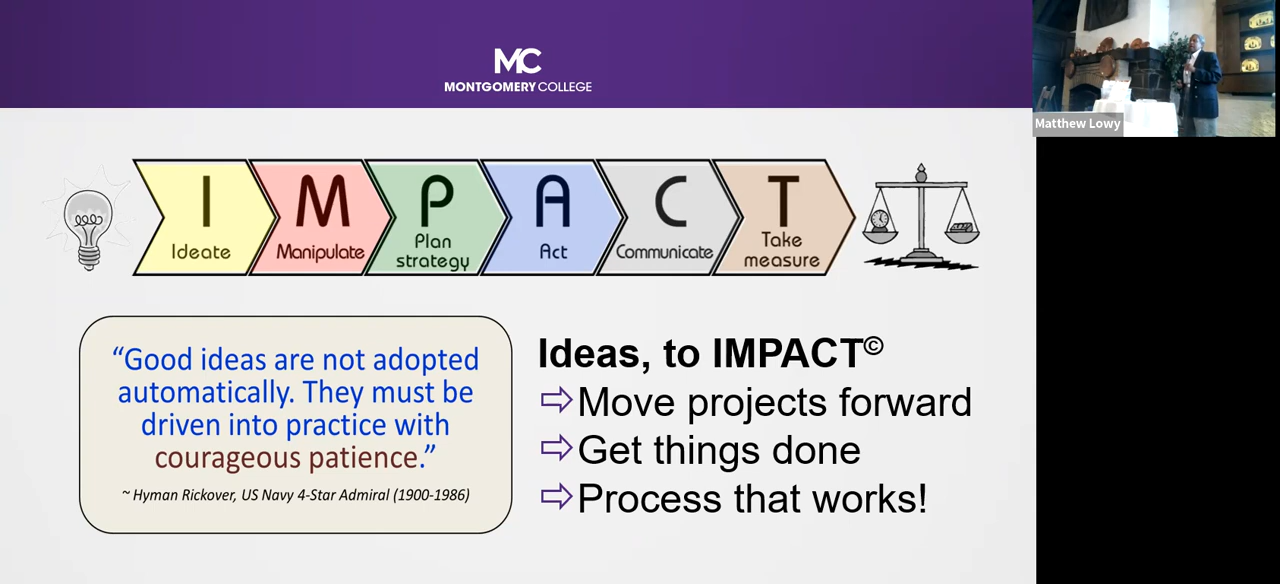 MC
MONTGOMERY COLLEGE
Matthew Lowy
I
Ideate
M
Manipulate
P
Plan
strategy
A
Act
C
Communicate
T
Take
measure
“Good ideas are not adopted
automatically. They must be
driven into practice with
courageous patience.”
~ Hyman Rickover, US Navy 4-Star Admiral (1900-1986)
Ideas, to IMPACT©
⇨Move projects forward
⇨Get things done
⇨Process that works!